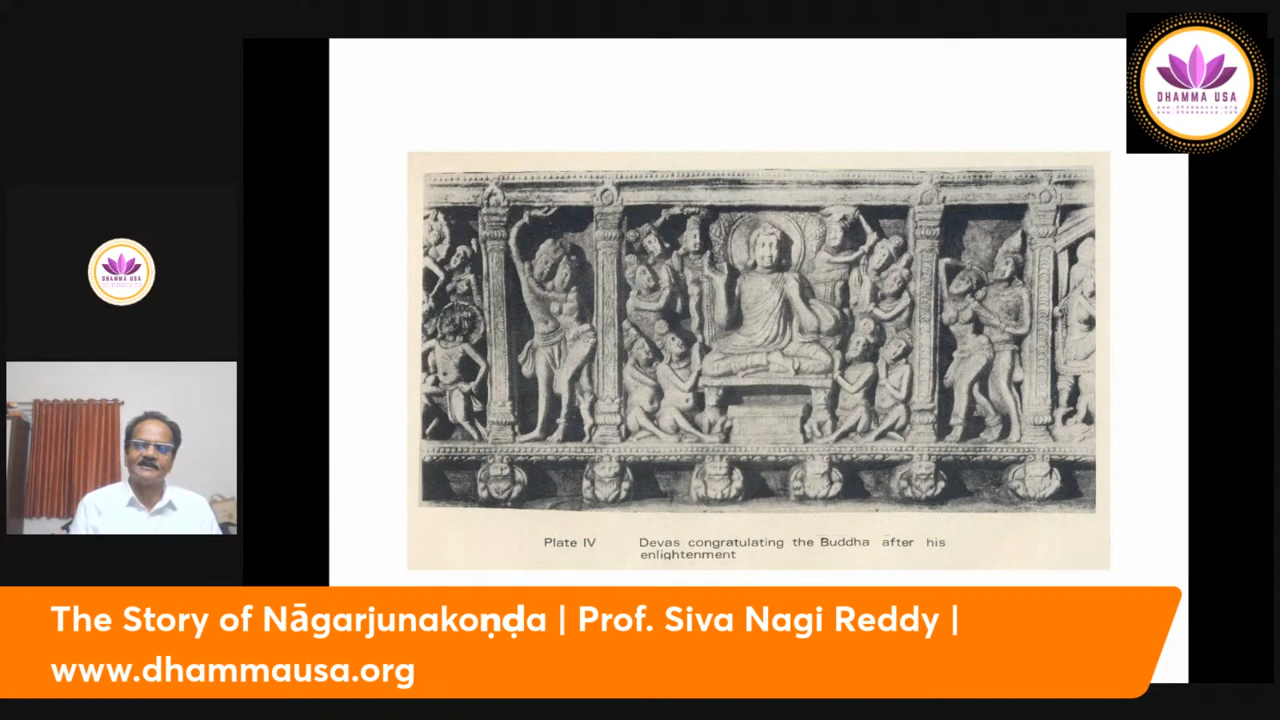 DHAMMA USA
DHAMMA USA
Plate IV Devas congratulating the Buddha after his
enlightenment
The Story of Nāgarjunakoṇḍa | Prof. Siva Nagi Reddy |
www.dhammausa.org